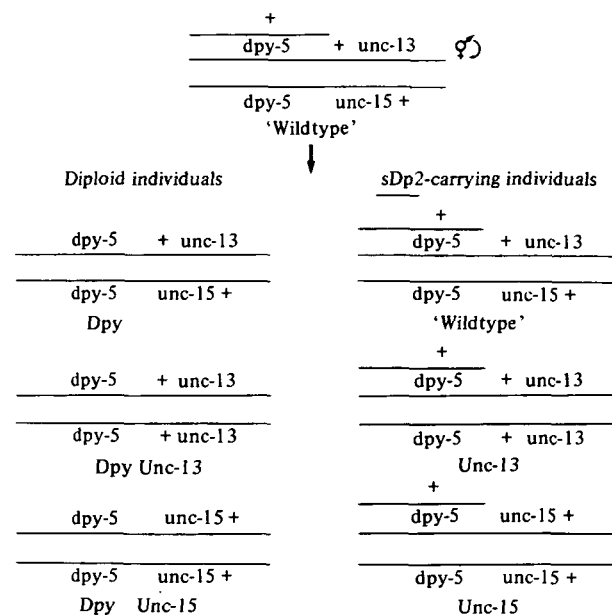 +
dpy-5 + unc-13 ⚥
dpy-5 unc-15 +
'Wildtype'
Diploid individuals
dpy-5 + unc-13
dpy-5 unc-15 +
Dpy
dpy-5 + unc-13
dpy-5 + unc-13
Dpy Unc-13
dpy-5 unc-15 +
dpy-5 unc-15 +
Dpy Unc-15
sDp2-carrying individuals
+
dpy-5 + unc-13
dpy-5 unc-15 +
'Wildtype'
+
dpy-5 + unc-13
dpy-5 + unc-13
Unc-13
+
dpy-5 unc-15 +
dpy-5 unc-15 +
Unc-15